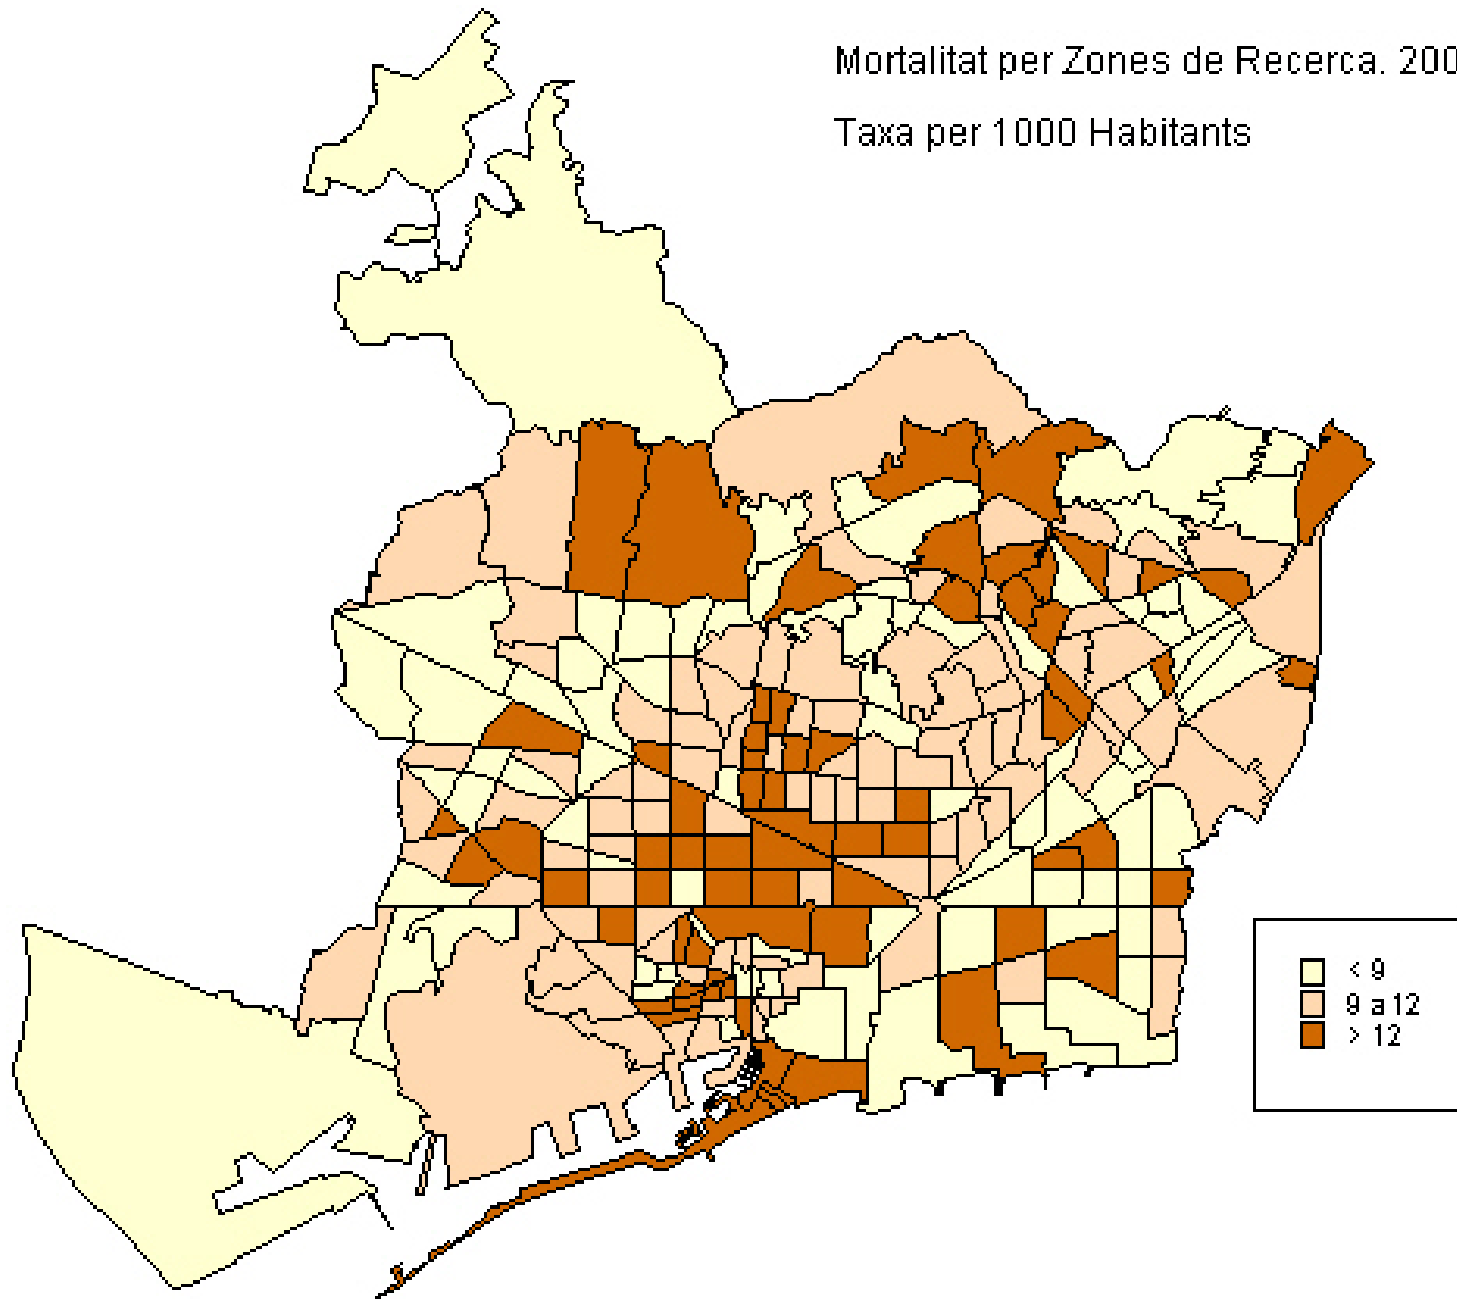 Mortalitat per Zones de Recerca. 200
Taxa per 1000 Habitants
< 9
9 a 12
> 12